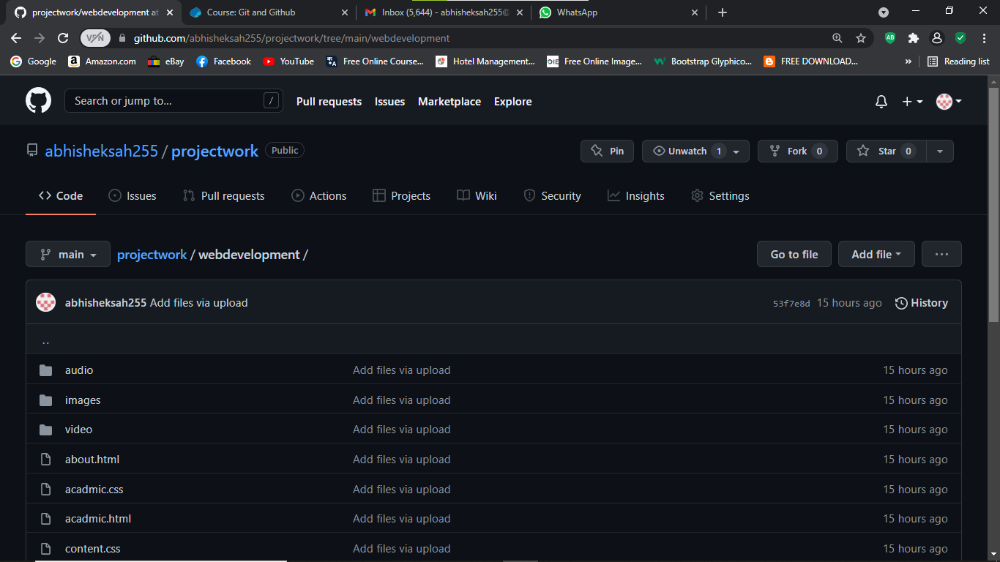 projectwork/webdevelopment at
Course: Git and Github
Inbox (5,644) - abhisheksah255@
WhatsApp
VPN
github.com/abhisheksah255/projectwork/tree/main/webdevelopment
AB
Google
Amazon.com
eBay
Facebook
YouTube
Free Online Course...
Hotel Management...
OIE
Free Online Image...
Bootstrap Glyphico...
FREE DOWNLOAD...
»
Reading list
Search or jump to...
/
Pull requests
Issues
Marketplace
Explore
abhisheksah255 / projectwork
Public
Pin
Unwatch 1
Fork 0
Star 0
Code
Issues
Pull requests
Actions
Projects
Wiki
Security
Insights
Settings
main
projectwork / webdevelopment /
Go to file
Add file
...
abhisheksah255 Add files via upload
53f7e8d 15 hours ago
History
..
audio Add files via upload 15 hours ago
images Add files via upload 15 hours ago
video Add files via upload 15 hours ago
about.html Add files via upload 15 hours ago
acadmic.css Add files via upload 15 hours ago
acadmic.html Add files via upload 15 hours ago
content.css Add files via upload 15 hours ago